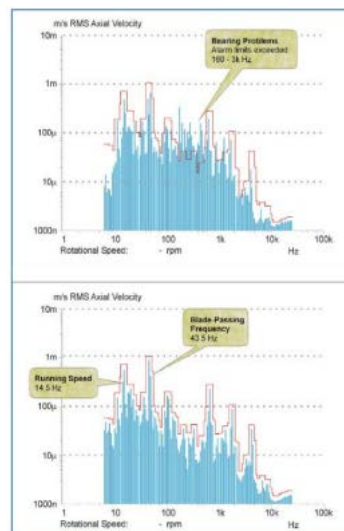 m/s RMS Axial Velocity
10m
Bearing Problems
Alarm limits exceeded
160 - 3k Hz
1m
100µ
10µ
1000n
1 10 100 1k 10k 100k
Rotational Speed: - rpm Hz
m/s RMS Axial Velocity
10m
Blade-Passing
Frequency
43.5 Hz
1m
Running Speed
14.5 Hz
100µ
10µ
1000n
1 10 100 1k 10k 100k
Rotational Speed: - rpm Hz